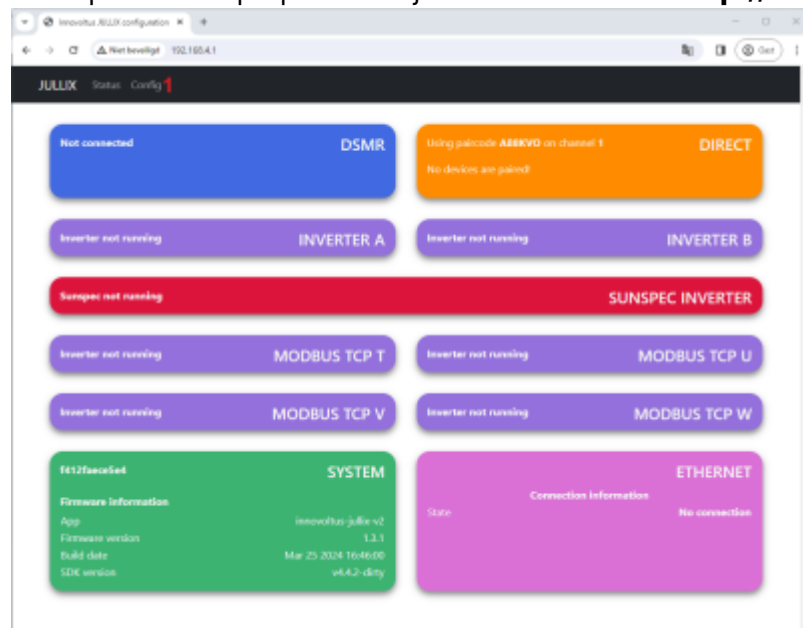 Innovoltus JULLIX configuration
Niet beveiligd 192.168.4.1
Gast
JULLIX Status Config 1
Not connected DSMR
Using paircode on channel 1 DIRECT
No devices are paired!
Inverter not running INVERTER A
Inverter not running INVERTER B
Sunspec not running SUNSPEC INVERTER
Inverter not running MODBUS TCP T
Inverter not running MODBUS TCP U
Inverter not running MODBUS TCP V
Inverter not running MODBUS TCP W
f412faece5e4 SYSTEM
Firmware information
App innovoltus-jullix-v2
Firmware version 1.3.1
Build date Mar 25 2024 16:46:00
SDK version v4.4.2-dirty
ETHERNET
Connection information
State No connection